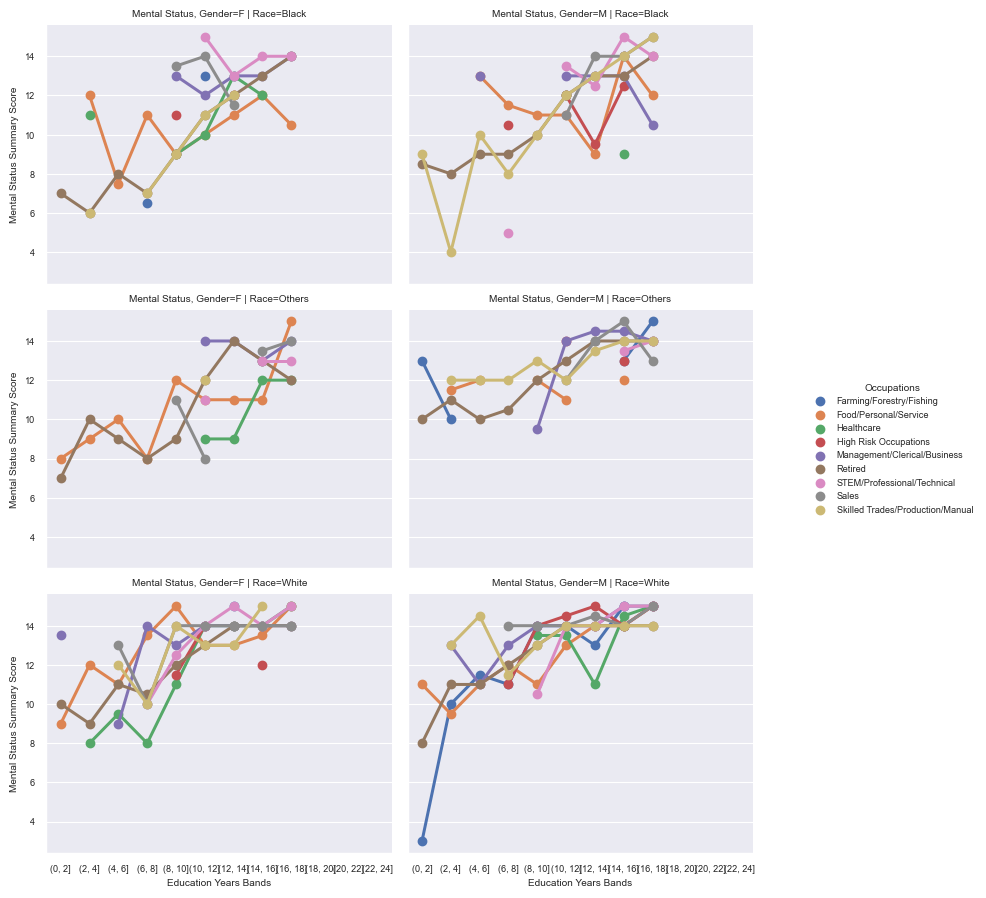 Mental Status, Gender=F | Race=Black
Mental Status, Gender=M | Race=Black
Mental Status Summary Score
14
12
10
8
6
4
Mental Status, Gender=F | Race=Others
Mental Status, Gender=M | Race=Others
Mental Status Summary Score
14
12
10
8
6
4
Occupations
Farming/Forestry/Fishing
Food/Personal/Service
Healthcare
High Risk Occupations
Management/Clerical/Business
Retired
STEM/Professional/Technical
Sales
Skilled Trades/Production/Manual
Mental Status, Gender=F | Race=White
Mental Status, Gender=M | Race=White
Mental Status Summary Score
14
12
10
8
6
4
(0, 2] (2, 4] (4, 6] (6, 8] (8, 10] (10, 12] (12, 14] (14, 16] (16, 18] (18, 20] (20, 22] (22, 24]
Education Years Bands
(0, 2] (2, 4] (4, 6] (6, 8] (8, 10] (10, 12] (12, 14] (14, 16] (16, 18] (18, 20] (20, 22] (22, 24]
Education Years Bands